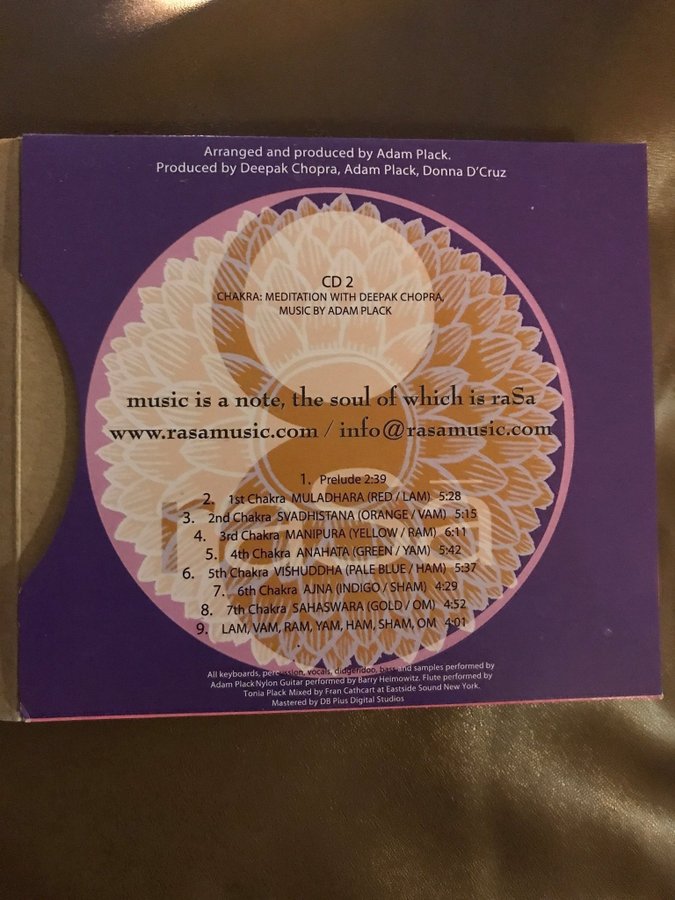 Arranged and produced by Adam Plack.
Produced by Deepak Chopra, Adam Plack, Donna D'Cruz
CD 2
CHAKRA: MEDITATION WITH DEEPAK CHOPRA,
MUSIC BY ADAM PLACK
music is a note, the soul of which is raSa
www.rasamusic.com / info@rasamusic.com
1. Prelude 2:39
2. 1st Chakra MULADHARA (RED / LAM) 5:28
3. 2nd Chakra SVADHISTANA (ORANGE / VAM) 5:15
4. 3rd Chakra MANIPURA (YELLOW / RAM) 6:11
5. 4th Chakra ANAHATA (GREEN / YAM) 5:42
6. 5th Chakra VISHUDDHA (PALE BLUE / HAM) 5:37
7. 6th Chakra AJNA (INDIGO / SHAM) 4:29
8. 7th Chakra SAHASWARA (GOLD / OM) 4:52
9. LAM, VAM, RAM, YAM, HAM, SHAM, OM 4:01
All keyboards, percussion, vocals, didgeridoo, bass and samples performed by
Adam Plack Nylon Guitar performed by Barry Heimowitz. Flute performed by
Tonia Plack Mixed by Fran Cathcart at Eastside Sound New York.
Mastered by DB Plus Digital Studios